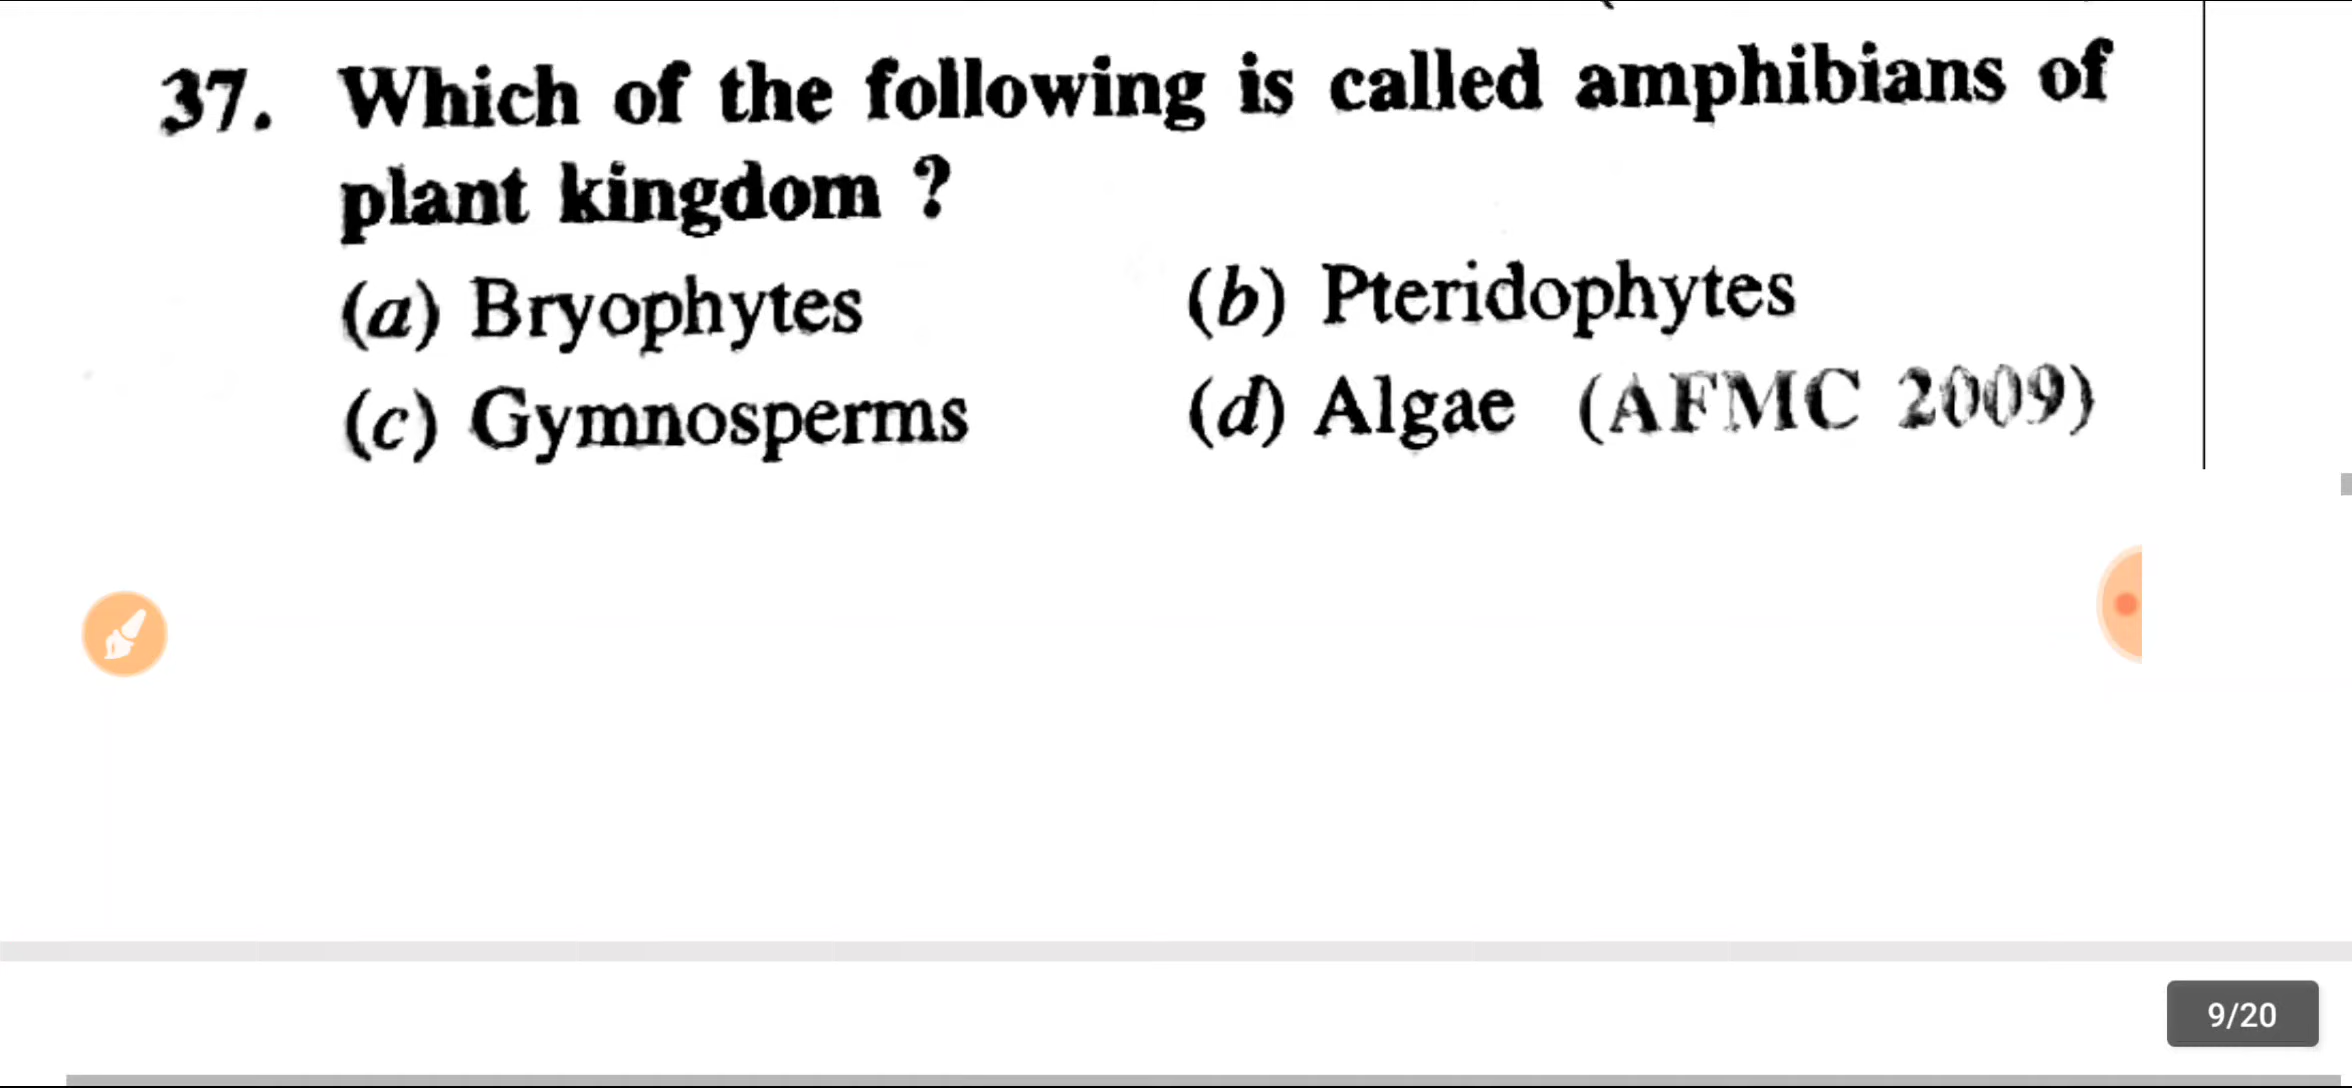 37. Which of the following is called amphibians of
plant kingdom ?
(a) Bryophytes (b) Pteridophytes
(c) Gymnosperms (d) Algae (AFMC 2009)
9/20